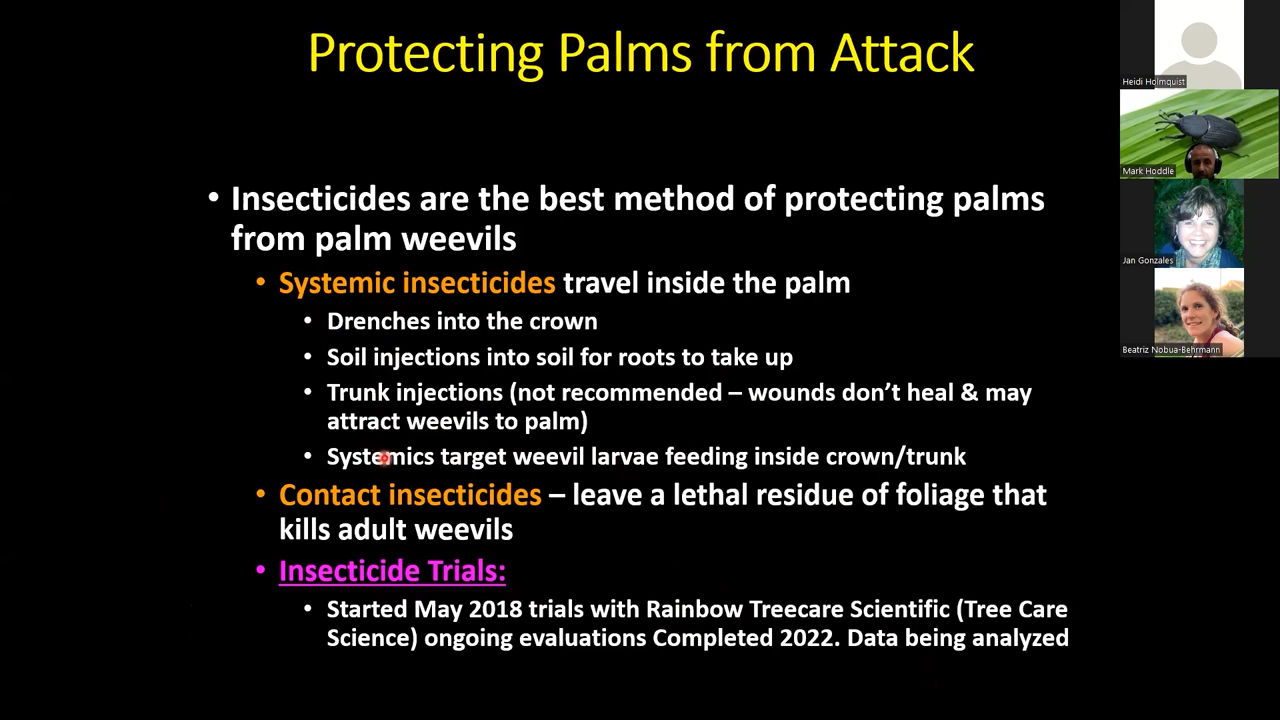 Protecting Palms from Attack
• Insecticides are the best method of protecting palms
from palm weevils
• Systemic insecticides travel inside the palm
• Drenches into the crown
• Soil injections into soil for roots to take up
• Trunk injections (not recommended – wounds don’t heal & may
attract weevils to palm)
• Systemics target weevil larvae feeding inside crown/trunk
• Contact insecticides – leave a lethal residue of foliage that
kills adult weevils
• Insecticide Trials:
• Started May 2018 trials with Rainbow Treecare Scientific (Tree Care
Science) ongoing evaluations Completed 2022. Data being analyzed
Heidi Holmquist
Mark Hoddle
Jan Gonzales
Beatriz Nobua-Behrmann